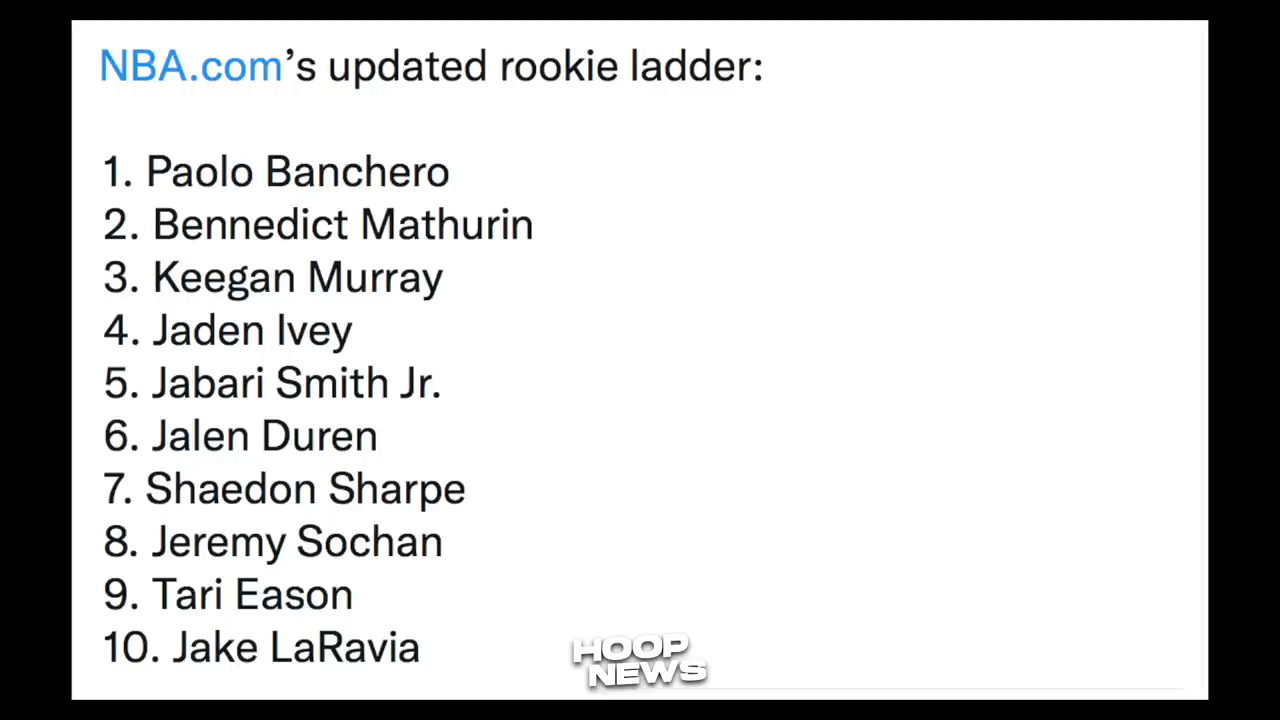 NBA.com’s updated rookie ladder:
1. Paolo Banchero
2. Bennedict Mathurin
3. Keegan Murray
4. Jaden Ivey
5. Jabari Smith Jr.
6. Jalen Duren
7. Shaedon Sharpe
8. Jeremy Sochan
9. Tari Eason
10. Jake LaRavia
HOOP
NEWS